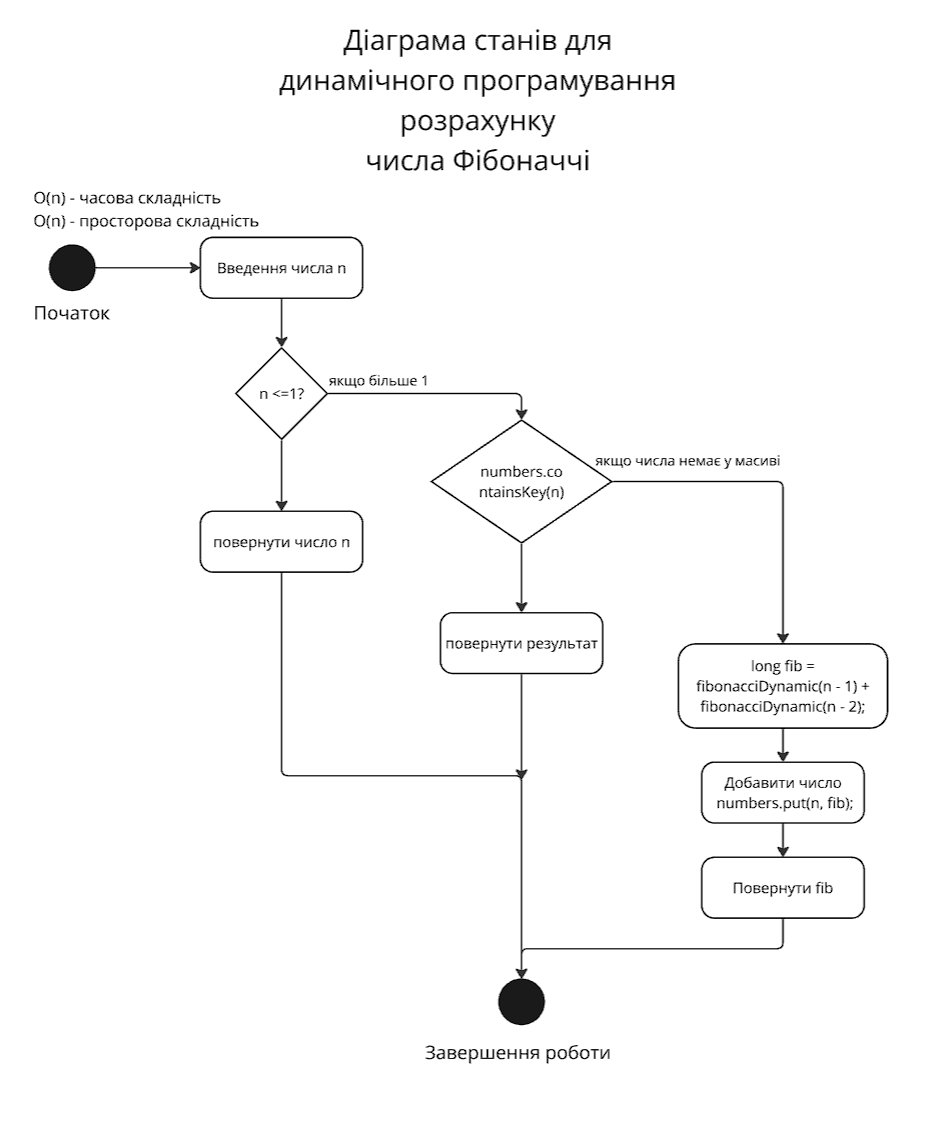 Діаграма станів для
динамічного програмування
розрахунку
числа Фібоначчі
O(n) - часова складність
O(n) - просторова складність
Введення числа n
Початок
n <=1?
якщо більше 1
numbers.co
ntainsKey(n)
якщо числа немає у масиві
повернути число n
повернути результат
long fib =
fibonacciDynamic(n - 1) +
fibonacciDynamic(n - 2);
Добавити число
numbers.put(n, fib);
Повернути fib
Завершення роботи